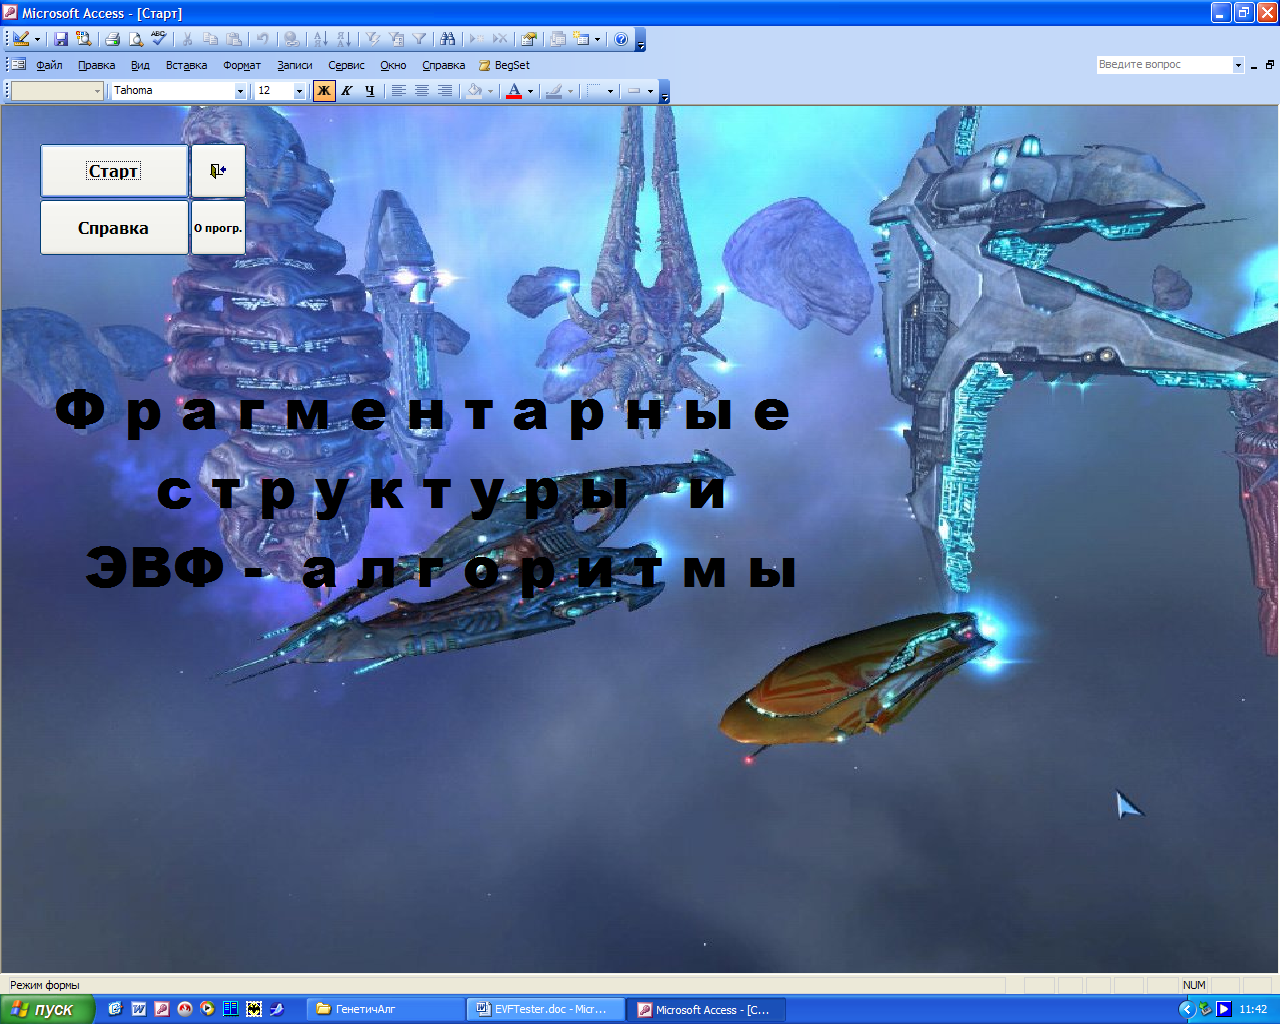 Microsoft Access - [Старт]
Файл Правка Вид Вставка Формат Записи Сервис Окно Справка BegSet Введите вопрос
Tahoma 12 Ж К Ч
Старт
Справка О прогр.
Фрагментарные
структуры и
ЭВФ - алгоритмы
Режим формы NUM
пуск ГенетичАлг EVFTester.doc - Micr... Microsoft Access - [С... 11:42